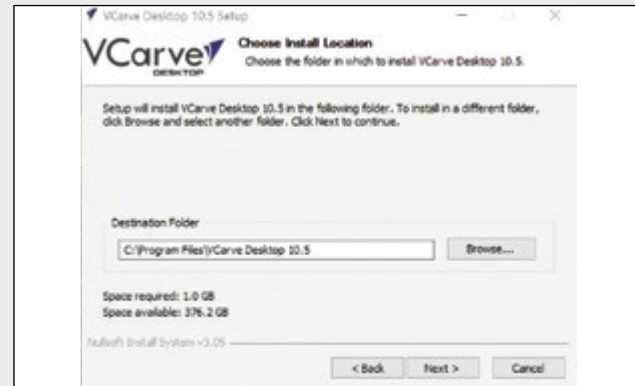 VCarve Desktop 10.5 Setup
VCarve
DESKTOP
Choose Install Location
Choose the folder in which to install VCarve Desktop 10.5.
Setup will install VCarve Desktop 10.5 in the following folder. To install in a different folder,
click Browse and select another folder. Click Next to continue.
Destination Folder
C:\Program Files\VCarve Desktop 10.5
Browse...
Space required: 1.0 GB
Space available: 376.2 GB
Nullsoft Install System v3.05
< Back
Next >
Cancel